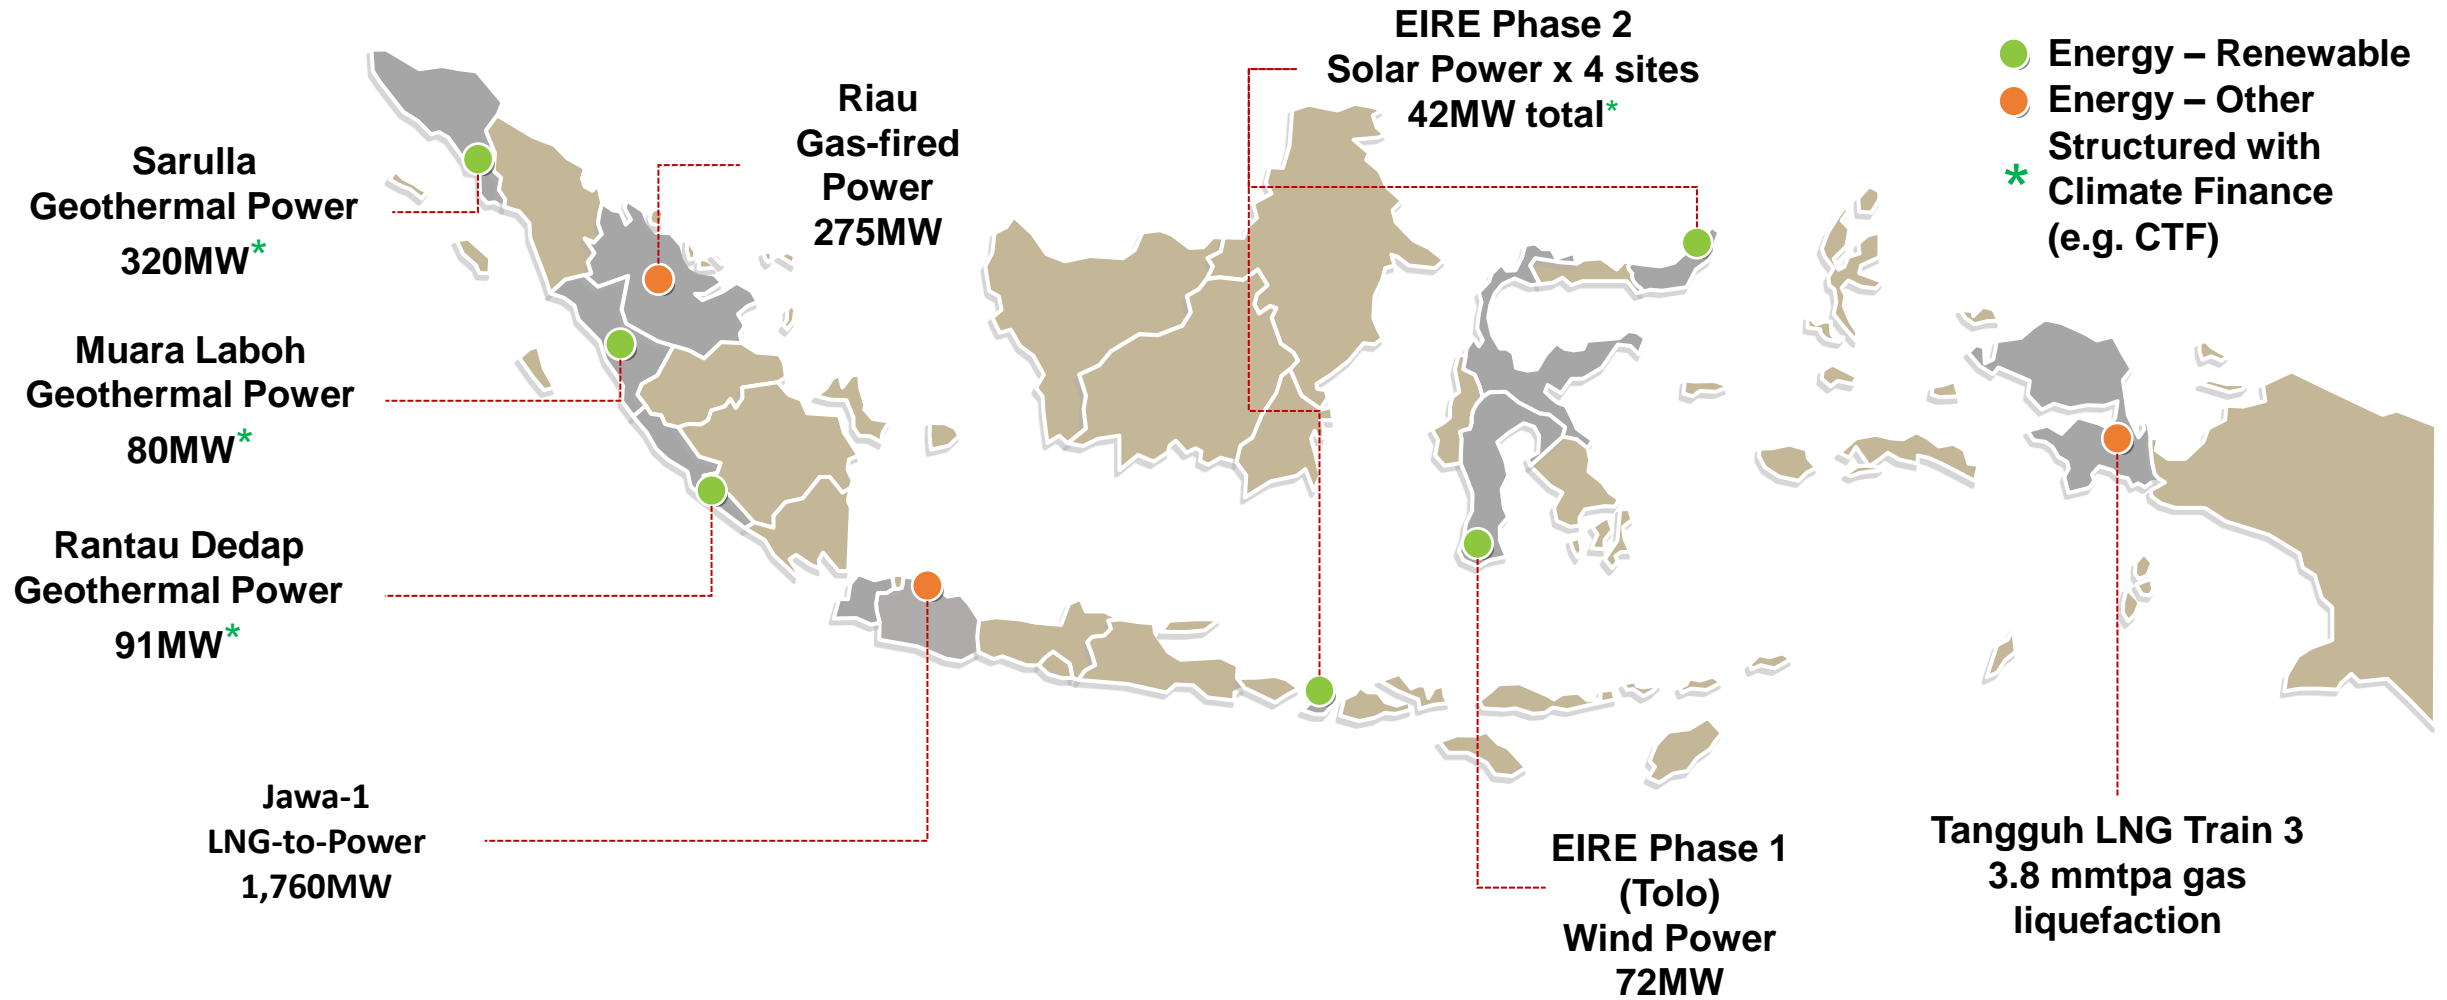 EIRE Phase 2
Solar Power x 4 sites
42MW total*
Energy – Renewable
Energy – Other
* Structured with
Climate Finance
(e.g. CTF)
Riau
Gas-fired
Power
275MW
Sarulla
Geothermal Power
320MW*
Muara Laboh
Geothermal Power
80MW*
Rantau Dedap
Geothermal Power
91MW*
Jawa-1
LNG-to-Power
1,760MW
EIRE Phase 1
(Tolo)
Wind Power
72MW
Tangguh LNG Train 3
3.8 mmtpa gas
liquefaction